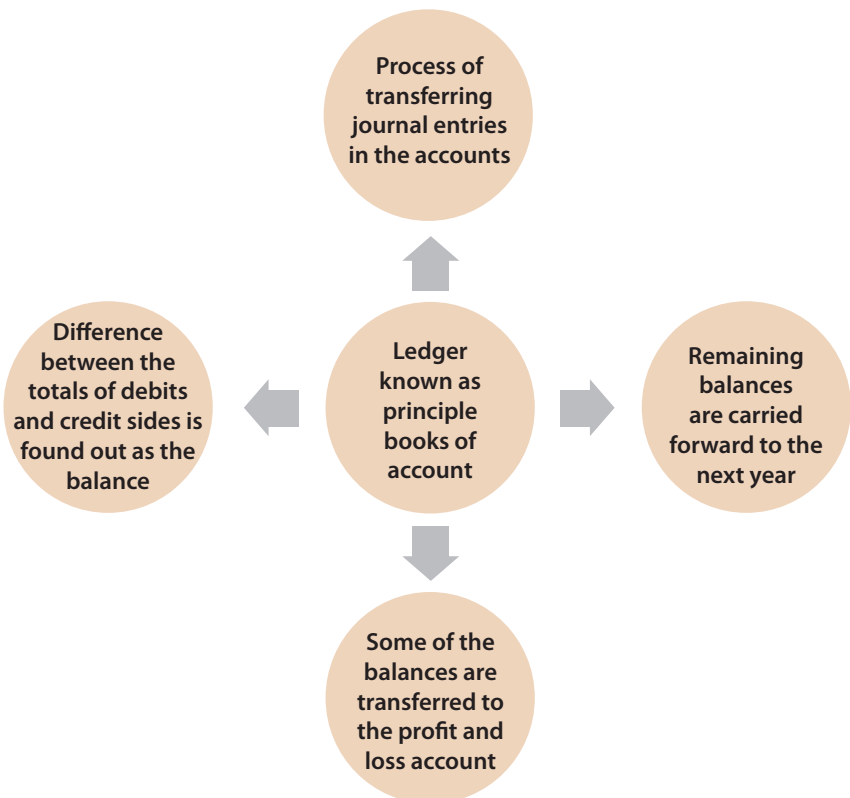 Process of
transferring
journal entries
in the accounts
Difference
between the
totals of debits
and credit sides is
found out as the
balance
Ledger
known as
principle
books of
account
Remaining
balances
are carried
forward to the
next year
Some of the
balances are
transferred to
the profit and
loss account